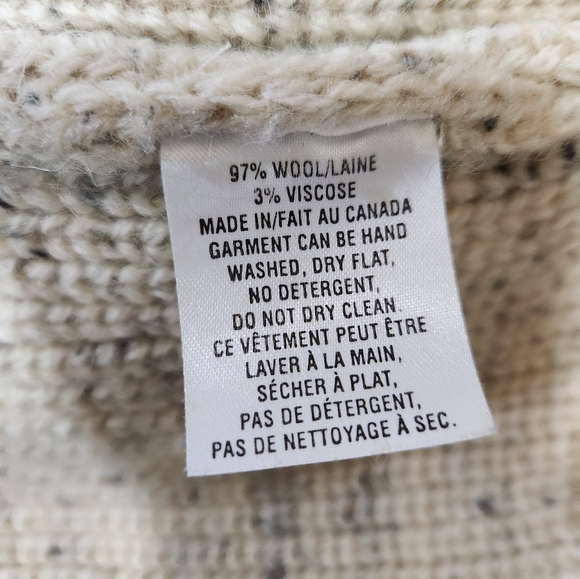 97% WOOL/LAINE
3% VISCOSE
MADE IN/FAIT AU CANADA
GARMENT CAN BE HAND
WASHED, DRY FLAT,
NO DETERGENT,
DO NOT DRY CLEAN.
CE VÊTEMENT PEUT ÊTRE
LAVER À LA MAIN,
SÉCHER À PLAT,
PAS DE DÉTERGENT,
PAS DE NETTOYAGE À SEC.